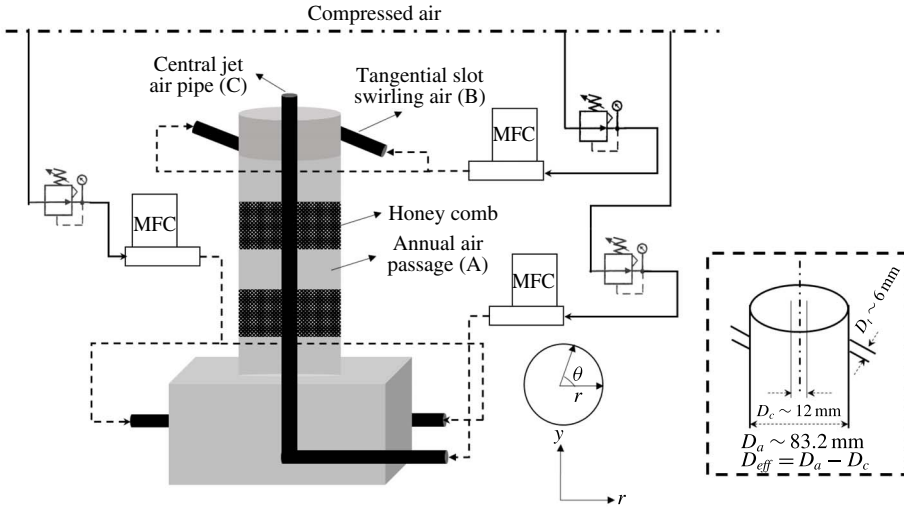 Compressed air
Central jet
air pipe (C)
Tangential slot
swirling air (B)
MFC
MFC
Honey comb
Annual air
passage (A)
MFC
θ
r
y
r
D_t ~ 6 mm
D_c ~ 12 mm
D_a ~ 83.2 mm
D_eff = D_a − D_c